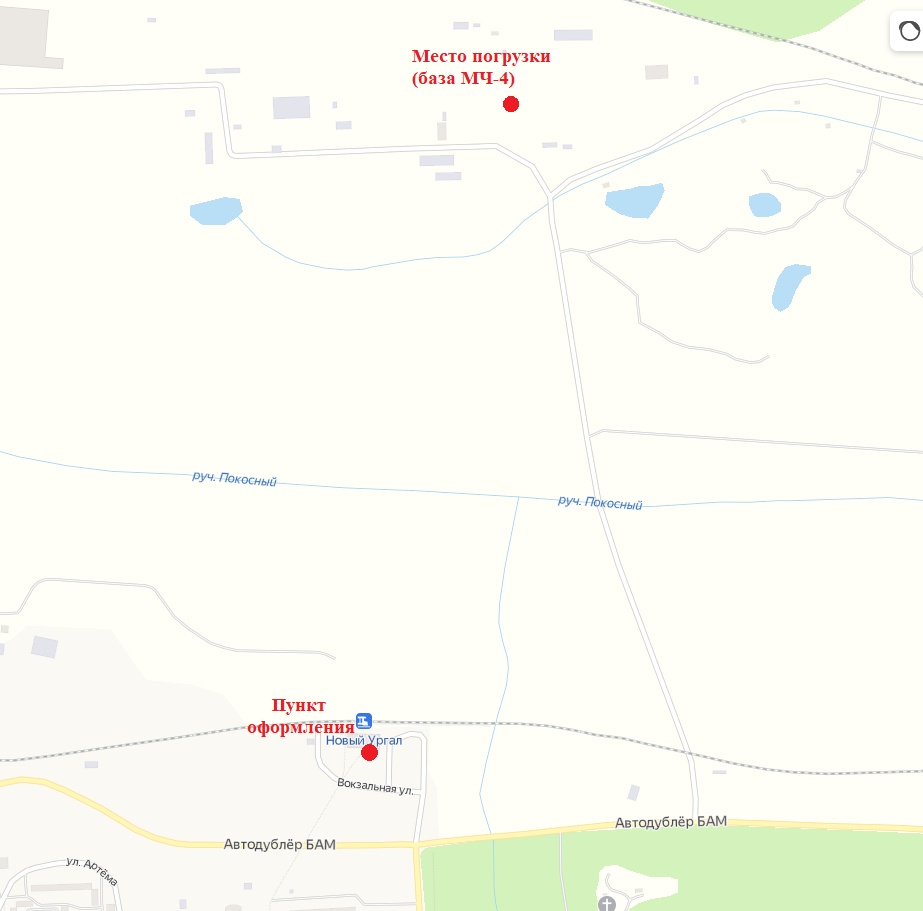 Место погрузки
(база МЧ-4)
руч. Покосный
руч. Покосный
Пункт
оформления
Новый Ургал
Вокзальная ул.
Автодублёр БАМ
Автодублёр БАМ
ул. Артёма